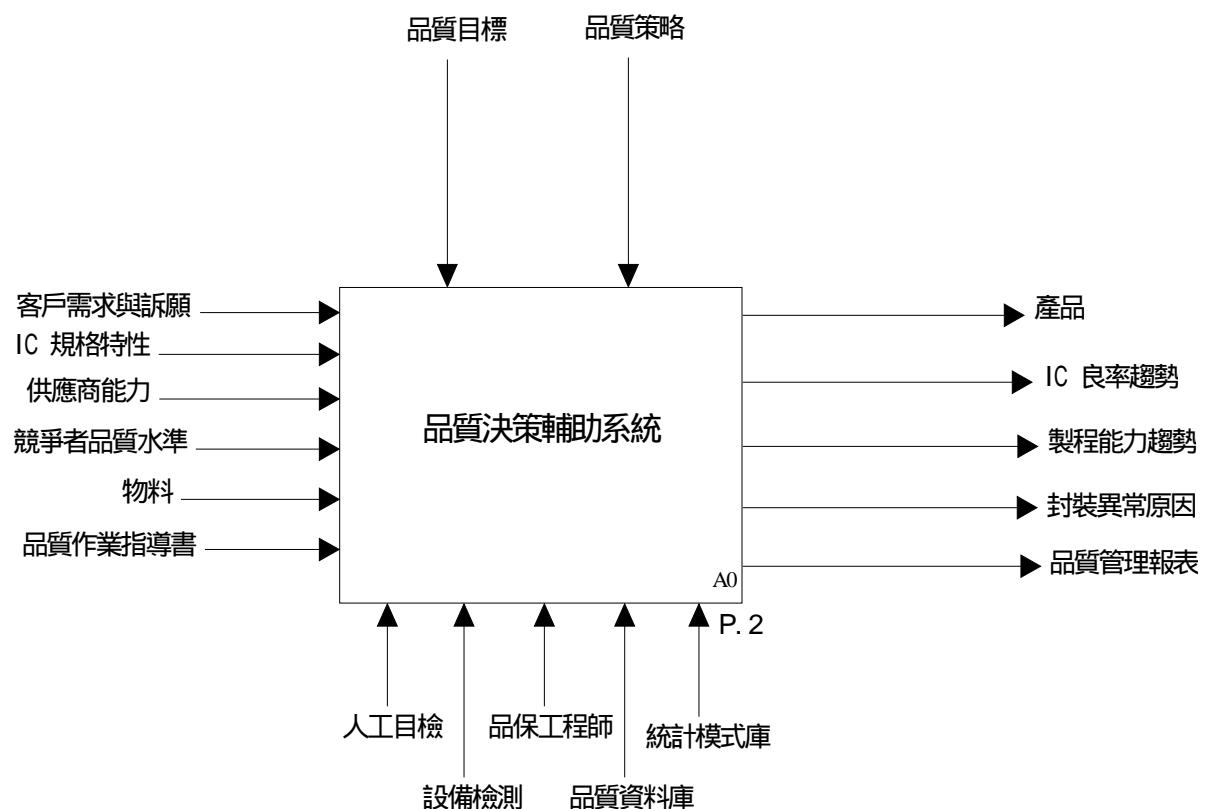 品質目標
品質策略
客戶需求與訴願
IC 規格特性
供應商能力
競爭者品質水準
物料
品質作業指導書
品質決策輔助系統
A0
P. 2
產品
IC 良率趨勢
製程能力趨勢
封裝異常原因
品質管理報表
人工目檢
品保工程師
統計模式庫
設備檢測
品質資料庫